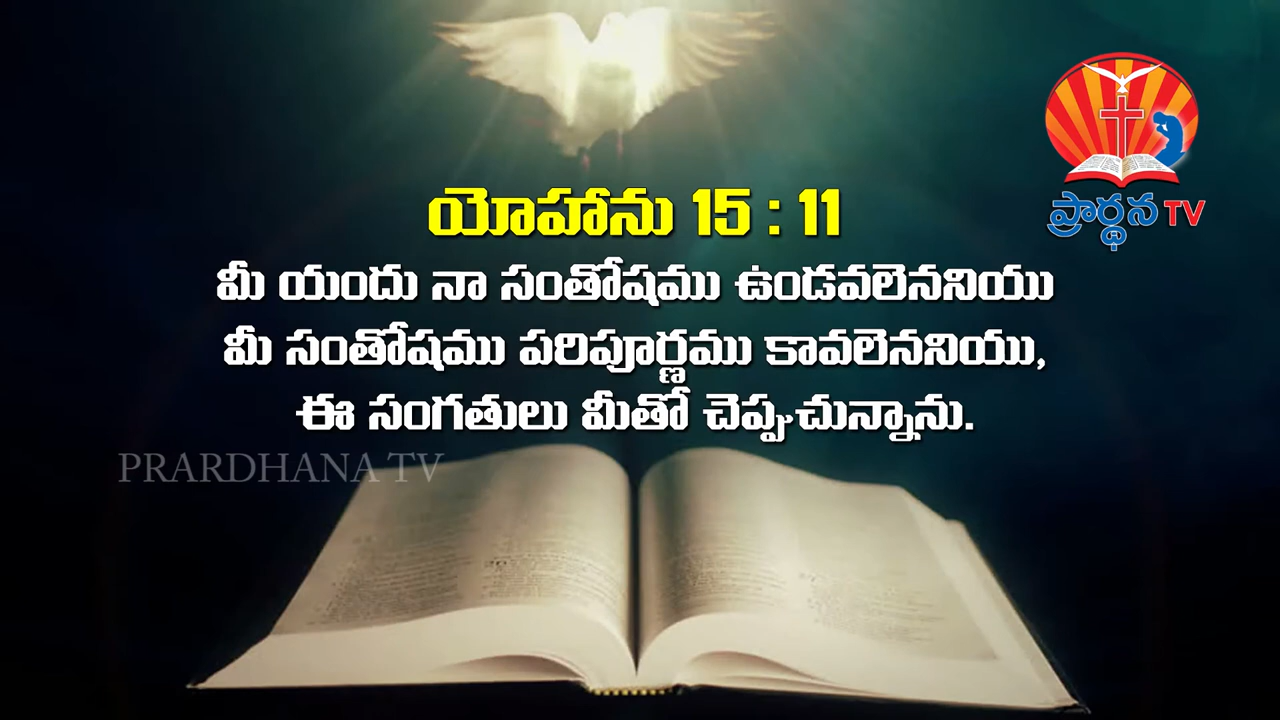 యోహాను 15 : 11
మీ యందు నా సంతోషము ఉండవలెననియు
మీ సంతోషము పరిపూర్ణము కావలెననియు,
ఈ సంగతులు మీతో చెప్పుచున్నాను.
ప్రార్థన TV
PRARDHANA TV